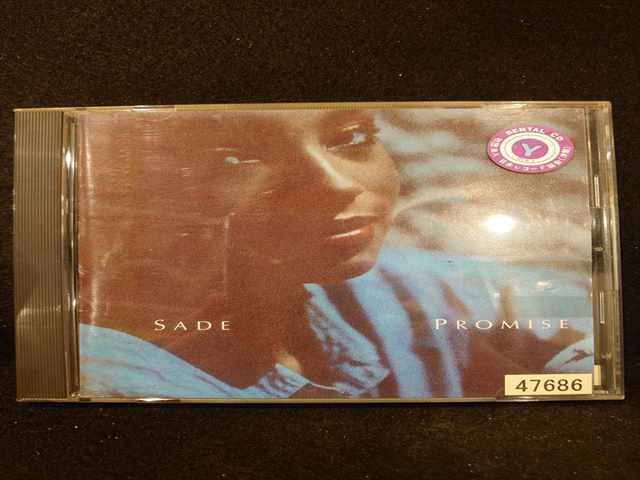 RENTAL CD
Y
SADE
PROMISE
47686